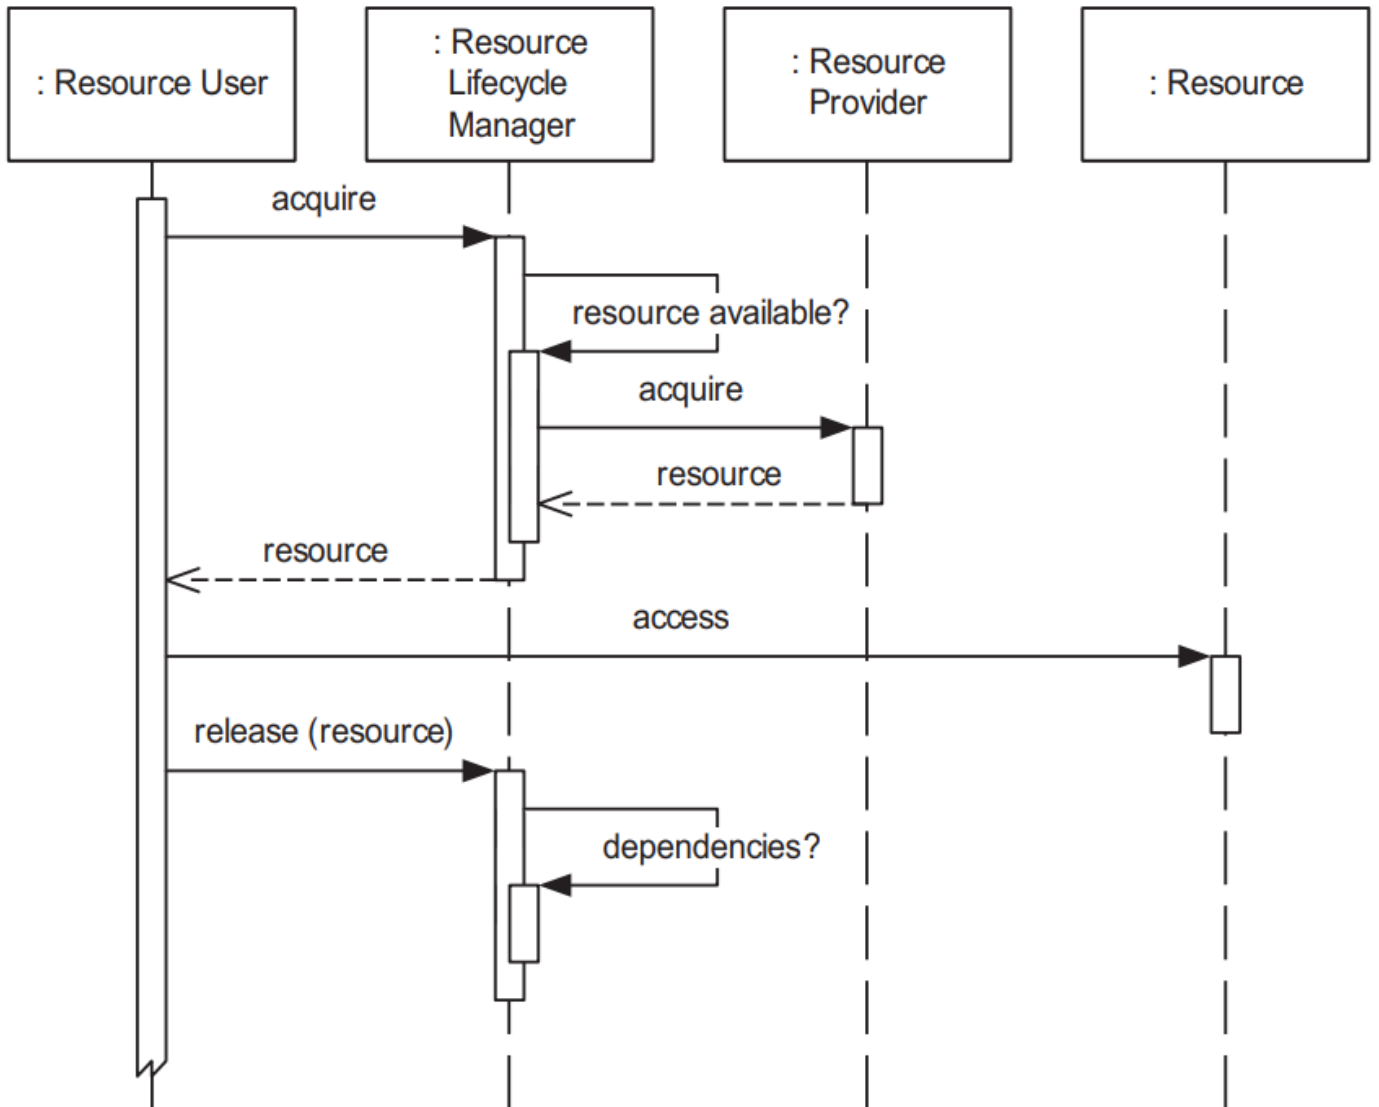 : Resource User
: Resource
Lifecycle
Manager
: Resource
Provider
: Resource
acquire
resource available?
acquire
resource
resource
access
release (resource)
dependencies?